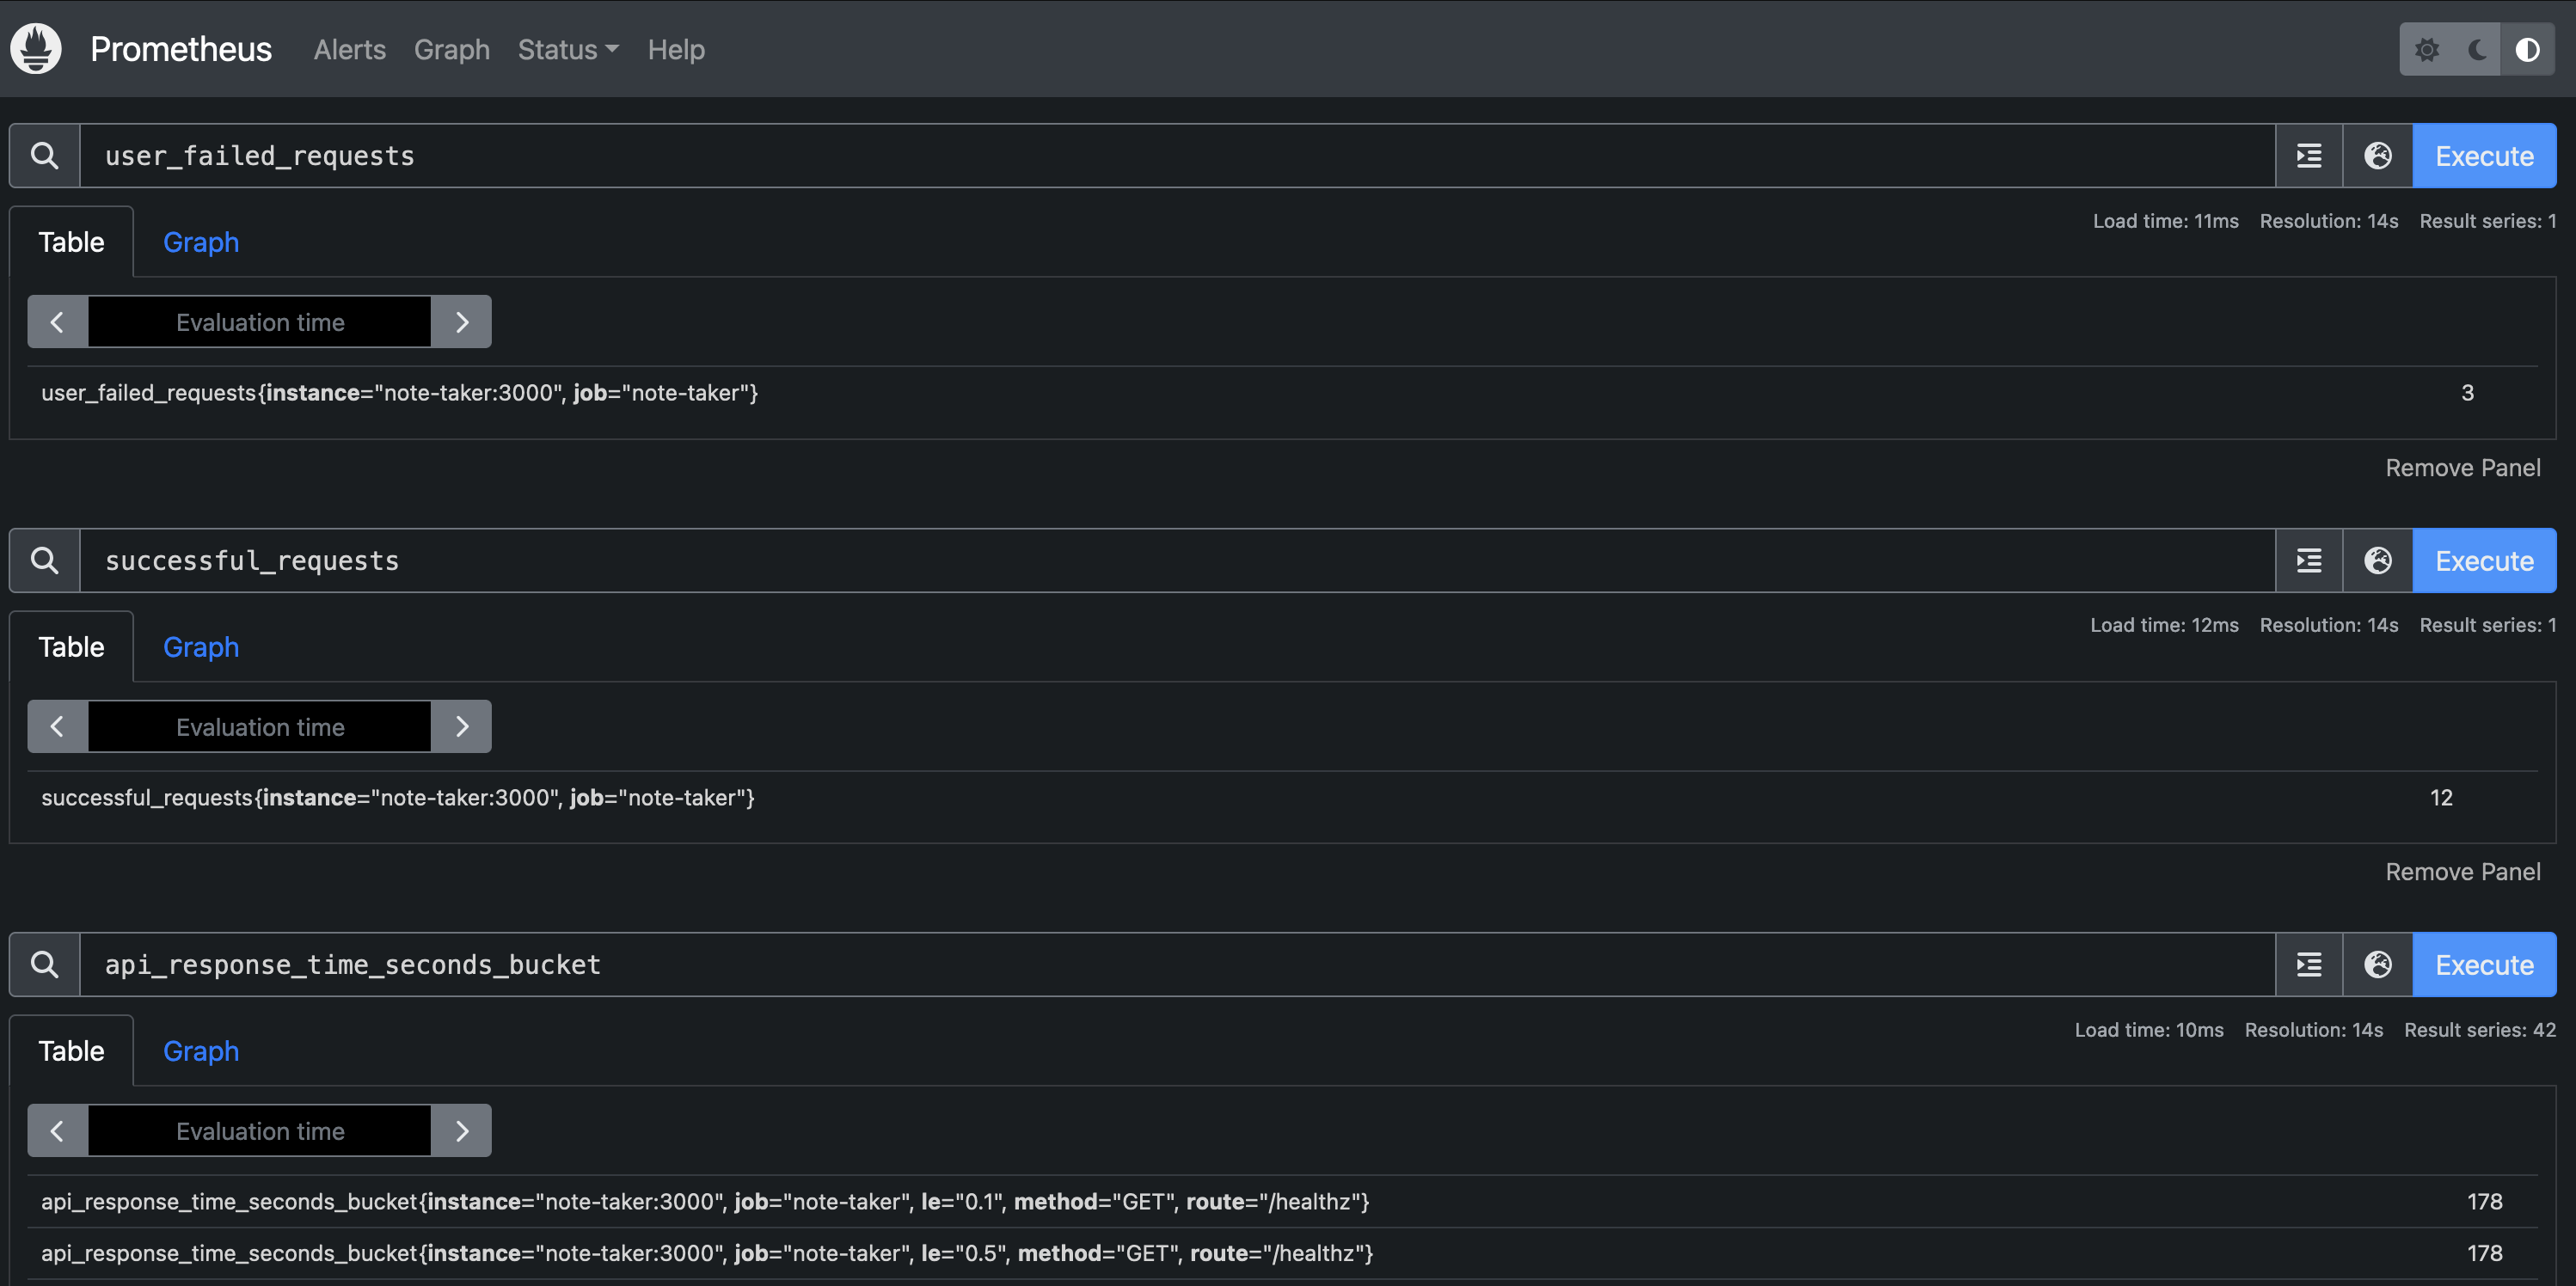 Prometheus Alerts Graph Status Help
user_failed_requests Execute
Table Graph Load time: 11ms Resolution: 14s Result series: 1
Evaluation time
user_failed_requests{instance="note-taker:3000", job="note-taker"} 3
Remove Panel
successful_requests Execute
Table Graph Load time: 12ms Resolution: 14s Result series: 1
Evaluation time
successful_requests{instance="note-taker:3000", job="note-taker"} 12
Remove Panel
api_response_time_seconds_bucket Execute
Table Graph Load time: 10ms Resolution: 14s Result series: 42
Evaluation time
api_response_time_seconds_bucket{instance="note-taker:3000", job="note-taker", le="0.1", method="GET", route="/healthz"} 178
api_response_time_seconds_bucket{instance="note-taker:3000", job="note-taker", le="0.5", method="GET", route="/healthz"} 178